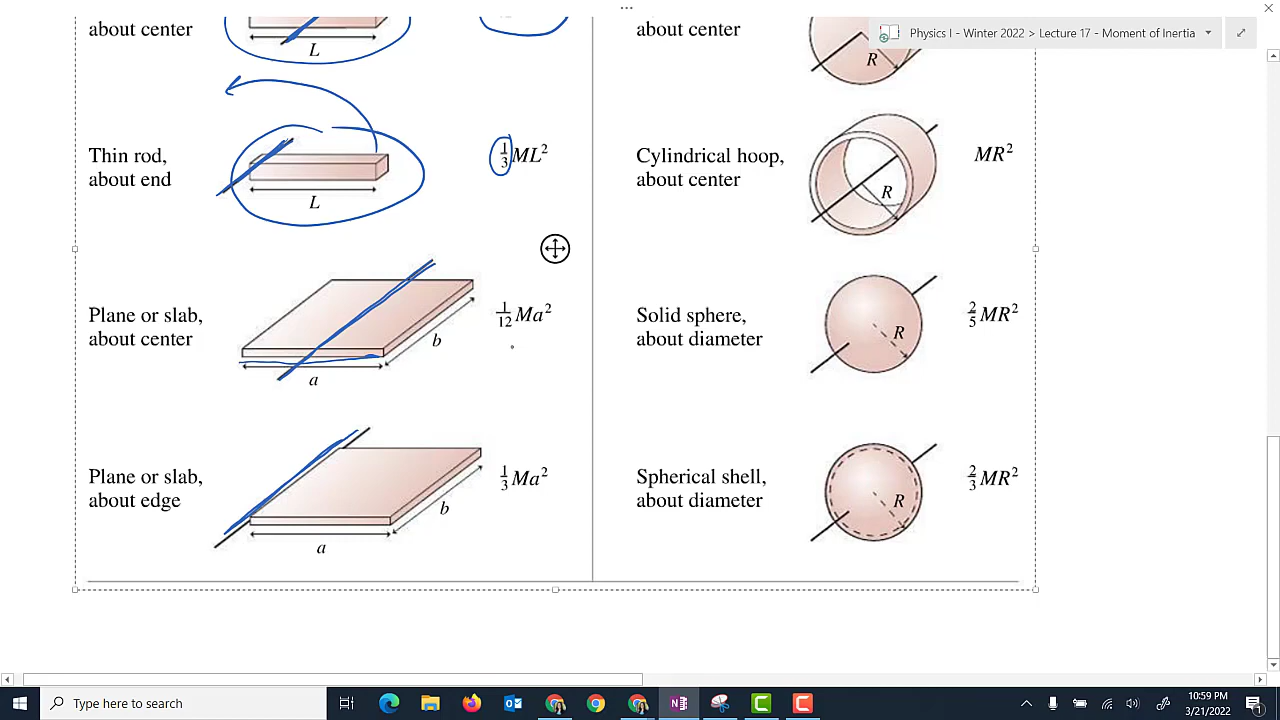 Physics I - Winter 2022 > Lecture 17 - Moment of Inertia
about center
L
about center
R
Thin rod,
about end
L
1/3 ML²
Cylindrical hoop,
about center
R
MR²
Plane or slab,
about center
a
b
1/12 Ma²
Solid sphere,
about diameter
R
2/5 MR²
Plane or slab,
about edge
a
b
1/3 Ma²
Spherical shell,
about diameter
R
2/3 MR²
Type here to search
10:59 PM
3/21/2022